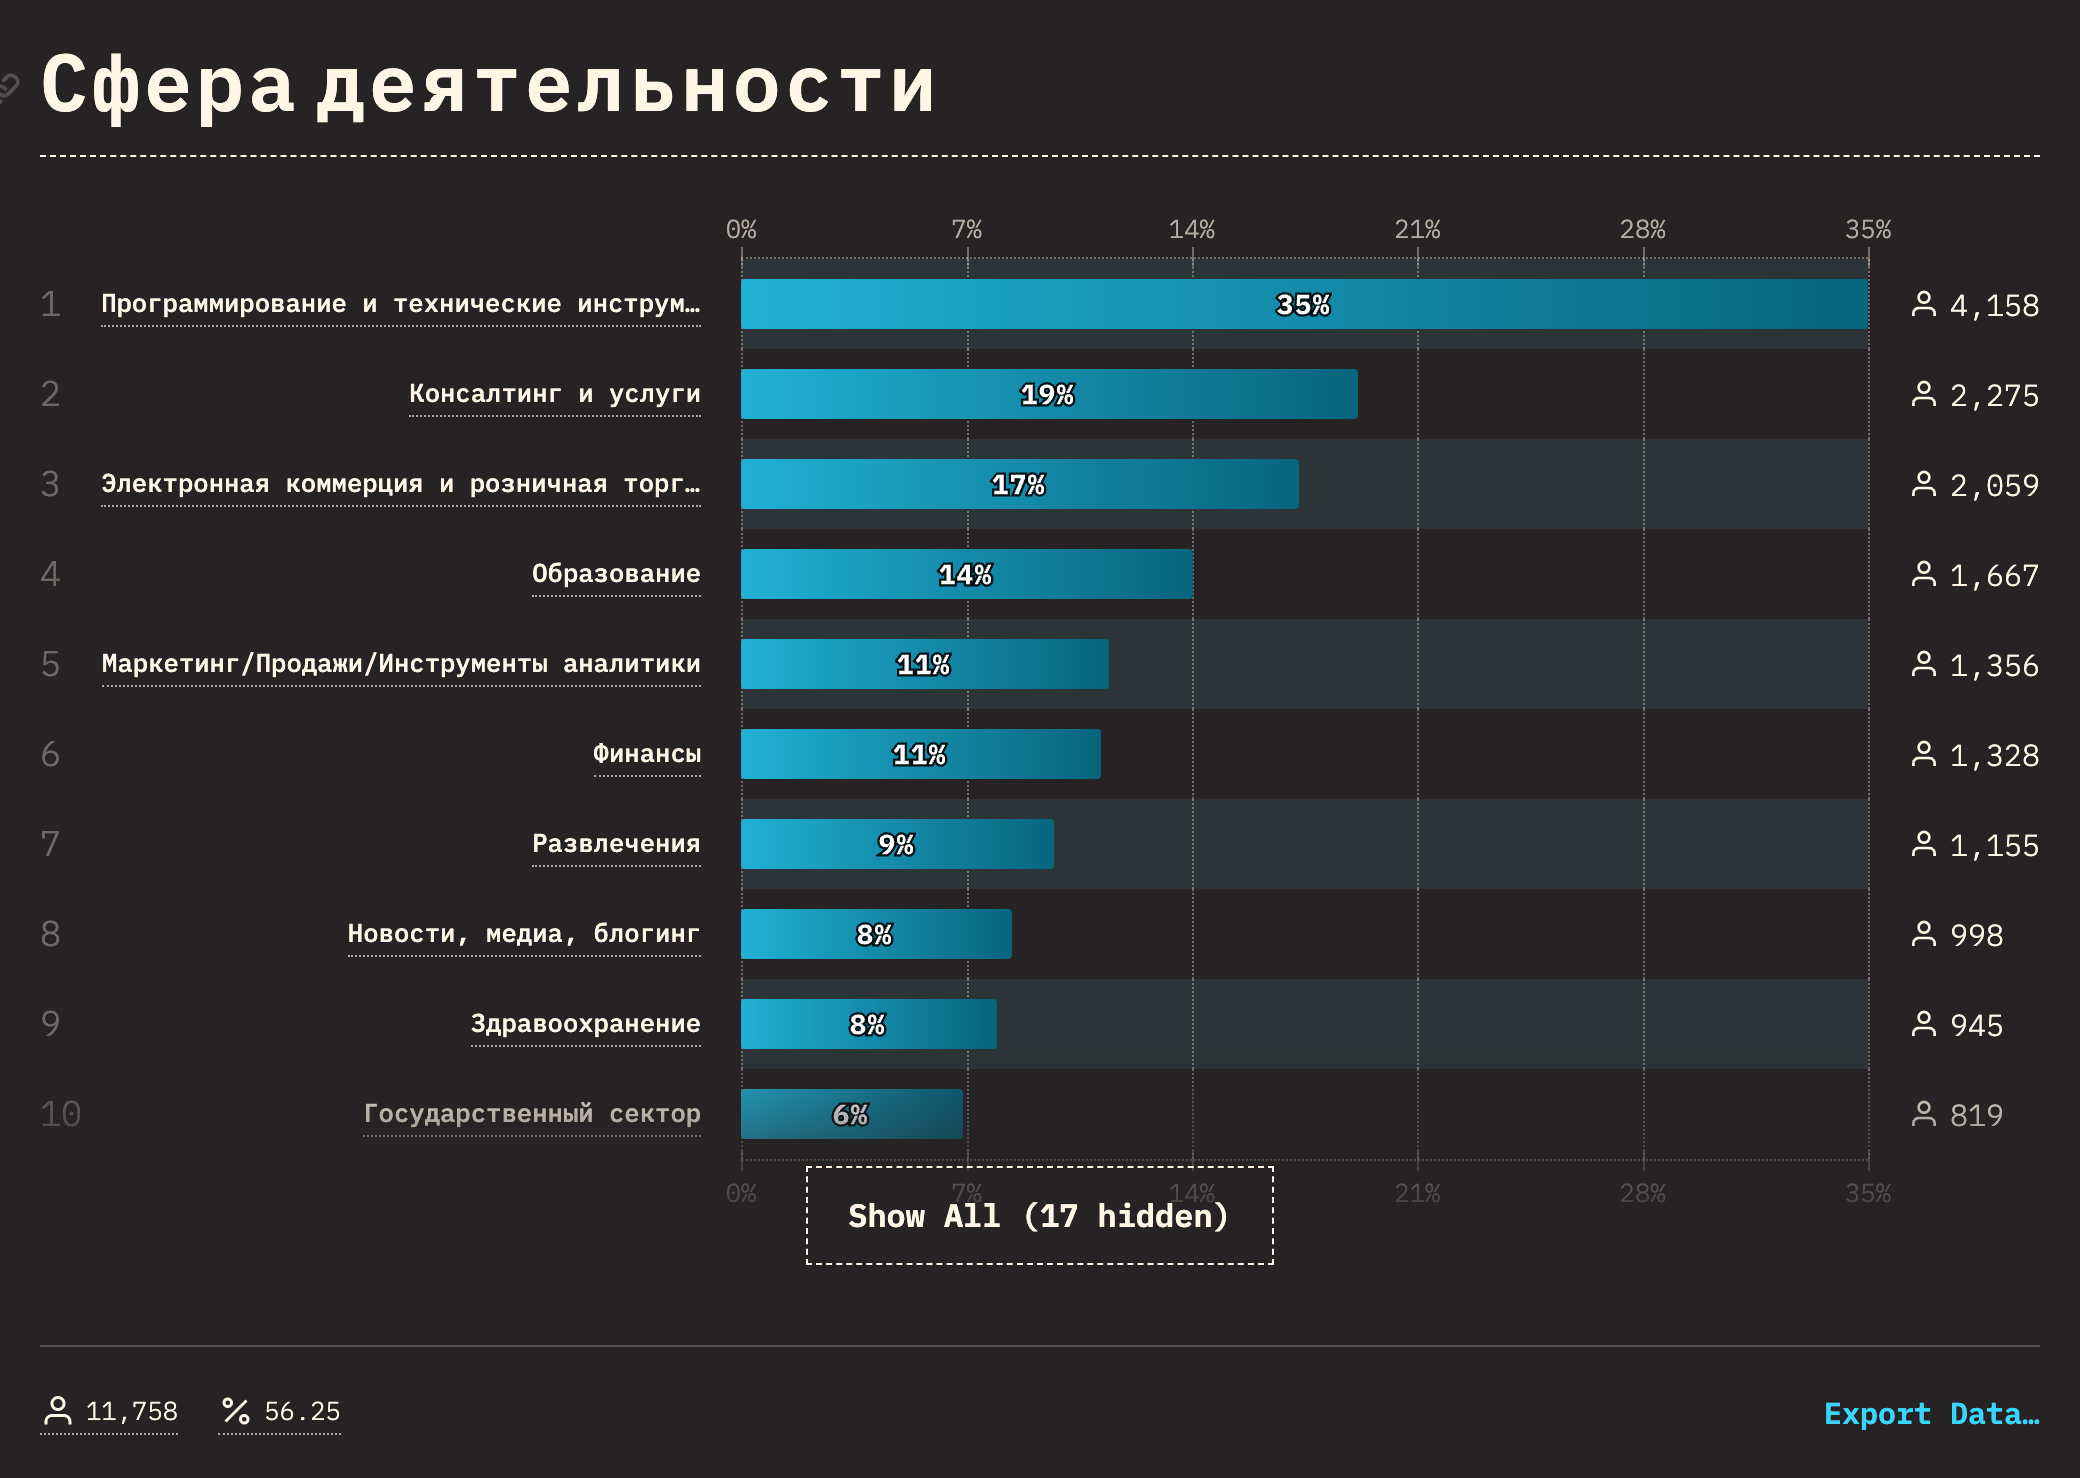 Сфера деятельности
0% 7% 14% 21% 28% 35%
1 Программирование и технические инструм… 35% 4,158
2 Консалтинг и услуги 19% 2,275
3 Электронная коммерция и розничная торг… 17% 2,059
4 Образование 14% 1,667
5 Маркетинг/Продажи/Инструменты аналитики 11% 1,356
6 Финансы 11% 1,328
7 Развлечения 9% 1,155
8 Новости, медиа, блогинг 8% 998
9 Здравоохранение 8% 945
10 Государственный сектор 6% 819
0% 7% 14% 21% 28% 35%
Show All (17 hidden)
11,758 % 56.25 Export Data…